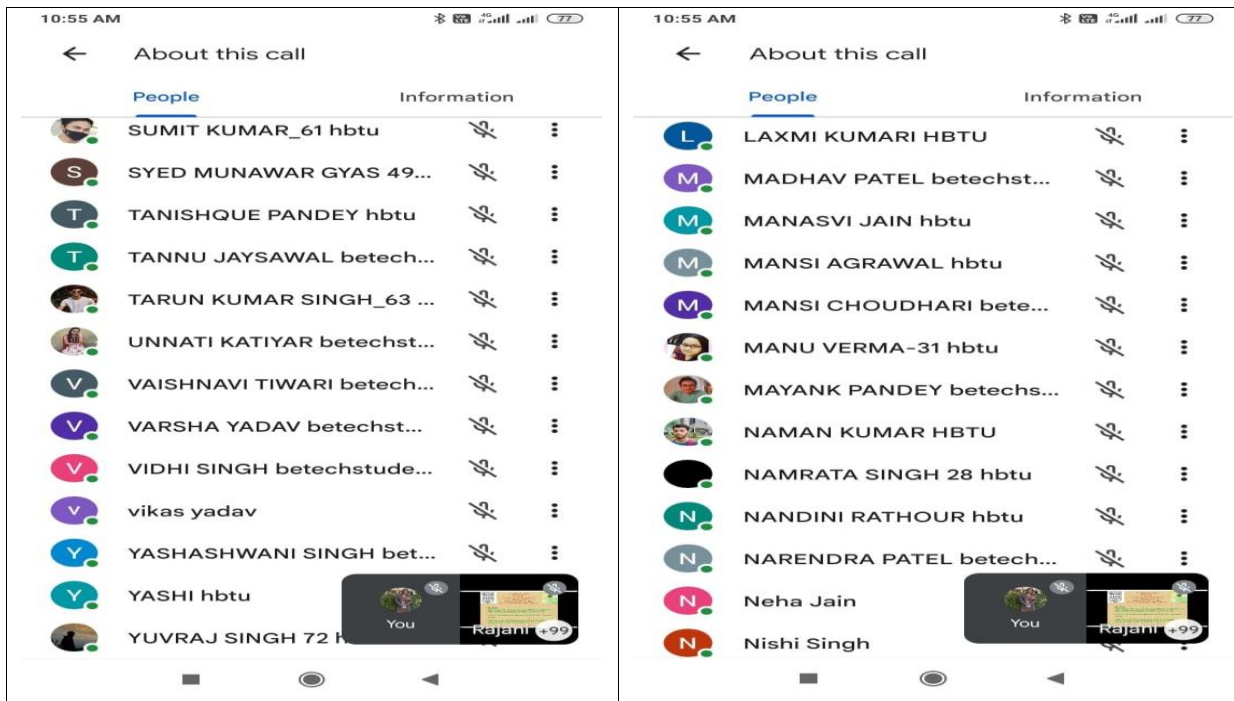 10:55 AM
4G
77
About this call
People
Information
SUMIT KUMAR_61 hbtu
S
SYED MUNAWAR GYAS 49...
T
TANISHQUE PANDEY hbtu
T
TANNU JAYSAWAL betech...
TARUN KUMAR SINGH_63 ...
UNNATI KATIYAR betechst...
V
VAISHNAVI TIWARI betech...
V
VARSHA YADAV betechst...
V
VIDHI SINGH betechstude...
v
vikas yadav
Y
YASHASHWANI SINGH bet...
Y
YASHI hbtu
YUVRAJ SINGH 72 h
You
Rajani
+99
10:55 AM
4G
77
About this call
People
Information
L
LAXMI KUMARI HBTU
M
MADHAV PATEL betechst...
M
MANASVI JAIN hbtu
M
MANSI AGRAWAL hbtu
M
MANSI CHOUDHARI bete...
MANU VERMA-31 hbtu
MAYANK PANDEY betechs...
NAMAN KUMAR HBTU
NAMRATA SINGH 28 hbtu
N
NANDINI RATHOUR hbtu
N
NARENDRA PATEL betech...
N
Neha Jain
N
Nishi Singh
You
Rajani
+99